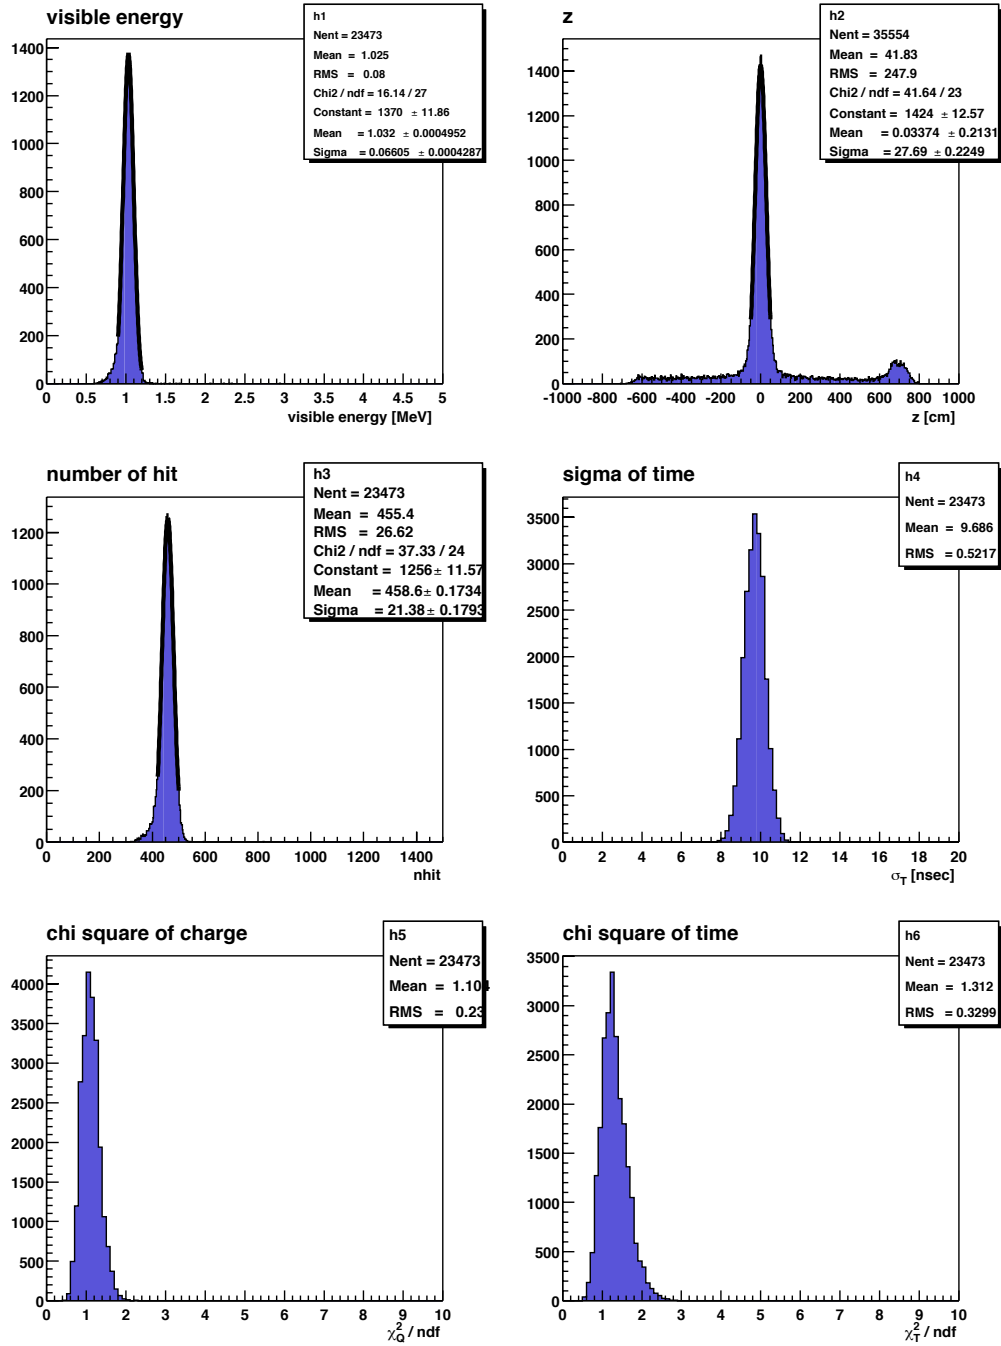 visible energy
h1
Nent = 23473
Mean = 1.025
RMS = 0.08
Chi2 / ndf = 16.14 / 27
Constant = 1370 ± 11.86
Mean = 1.032 ± 0.0004952
Sigma = 0.06605 ± 0.0004287
1400
1200
1000
800
600
400
200
0
0 0.5 1 1.5 2 2.5 3 3.5 4 4.5 5
visible energy [MeV]
z
h2
Nent = 35554
Mean = 41.83
RMS = 247.9
Chi2 / ndf = 41.64 / 23
Constant = 1424 ± 12.57
Mean = 0.03374 ± 0.2131
Sigma = 27.69 ± 0.2249
1400
1200
1000
800
600
400
200
0
-1000 -800 -600 -400 -200 0 200 400 600 800 1000
z [cm]
number of hit
h3
Nent = 23473
Mean = 455.4
RMS = 26.62
Chi2 / ndf = 37.33 / 24
Constant = 1256 ± 11.57
Mean = 458.6 ± 0.1734
Sigma = 21.38 ± 0.1793
1200
1000
800
600
400
200
0
0 200 400 600 800 1000 1200 1400
nhit
sigma of time
h4
Nent = 23473
Mean = 9.686
RMS = 0.5217
3500
3000
2500
2000
1500
1000
500
0
0 2 4 6 8 10 12 14 16 18 20
σT [nsec]
chi square of charge
h5
Nent = 23473
Mean = 1.104
RMS = 0.23
4000
3500
3000
2500
2000
1500
1000
500
0
0 1 2 3 4 5 6 7 8 9 10
χ²Q / ndf
chi square of time
h6
Nent = 23473
Mean = 1.312
RMS = 0.3299
3500
3000
2500
2000
1500
1000
500
0
0 1 2 3 4 5 6 7 8 9 10
χ²T / ndf